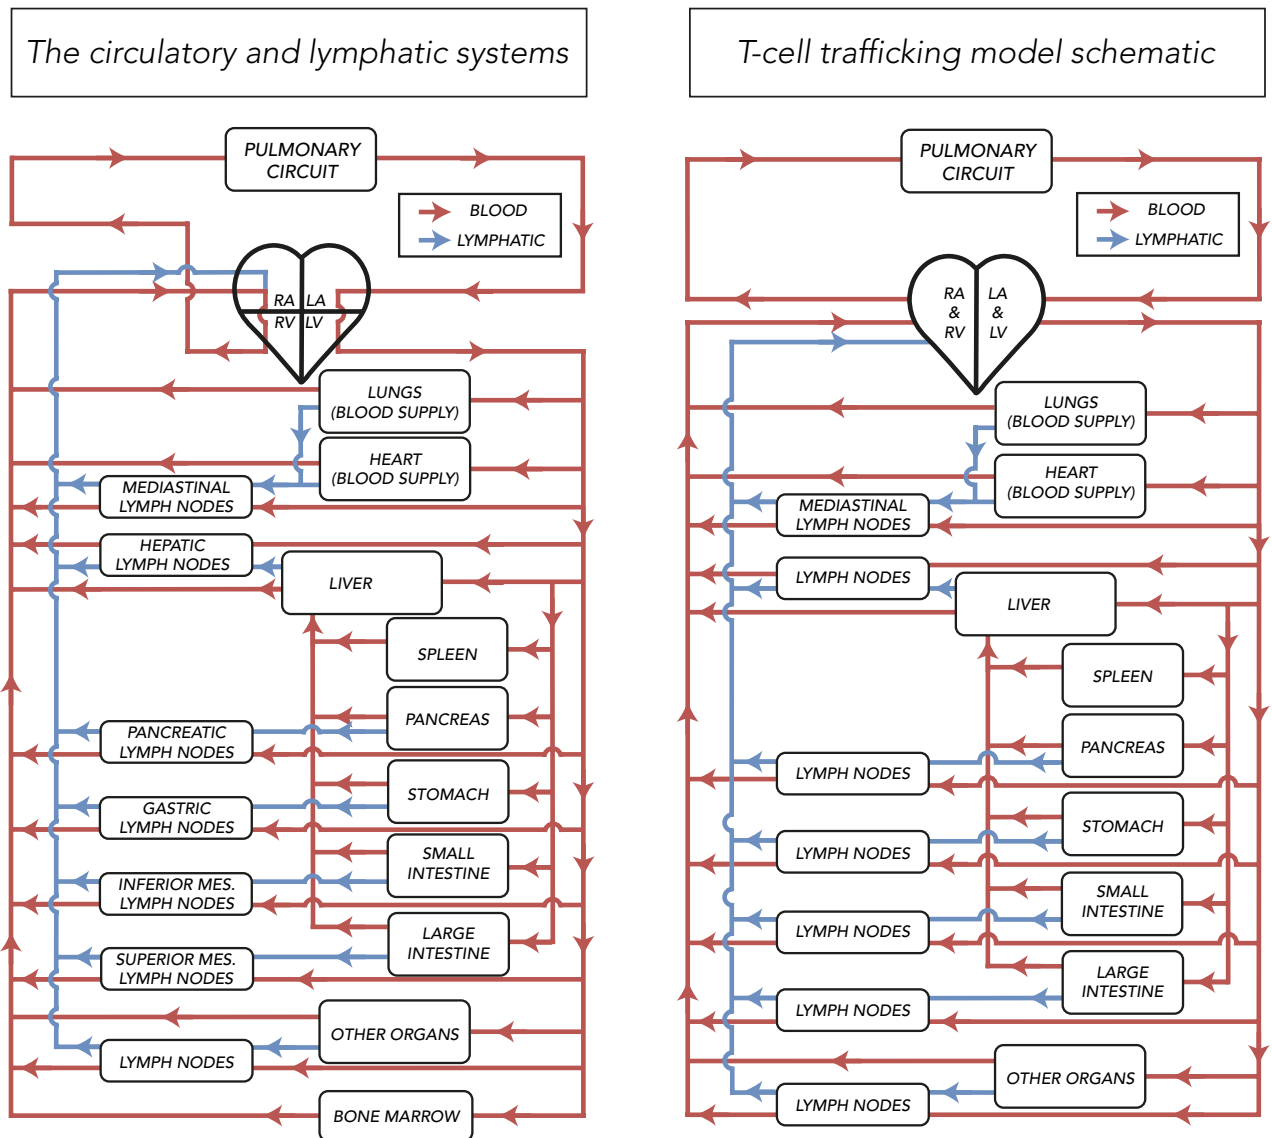 The circulatory and lymphatic systems
PULMONARY
CIRCUIT
BLOOD
LYMPHATIC
RA
LA
RV
LV
LUNGS
(BLOOD SUPPLY)
HEART
(BLOOD SUPPLY)
MEDIASTINAL
LYMPH NODES
HEPATIC
LYMPH NODES
LIVER
SPLEEN
PANCREAS
PANCREATIC
LYMPH NODES
STOMACH
GASTRIC
LYMPH NODES
SMALL
INTESTINE
INFERIOR MES.
LYMPH NODES
LARGE
INTESTINE
SUPERIOR MES.
LYMPH NODES
OTHER ORGANS
LYMPH NODES
BONE MARROW
T-cell trafficking model schematic
PULMONARY
CIRCUIT
BLOOD
LYMPHATIC
RA
&
RV
LA
&
LV
LUNGS
(BLOOD SUPPLY)
HEART
(BLOOD SUPPLY)
MEDIASTINAL
LYMPH NODES
LYMPH NODES
LIVER
SPLEEN
PANCREAS
LYMPH NODES
STOMACH
LYMPH NODES
SMALL
INTESTINE
LYMPH NODES
LARGE
INTESTINE
LYMPH NODES
OTHER ORGANS
LYMPH NODES